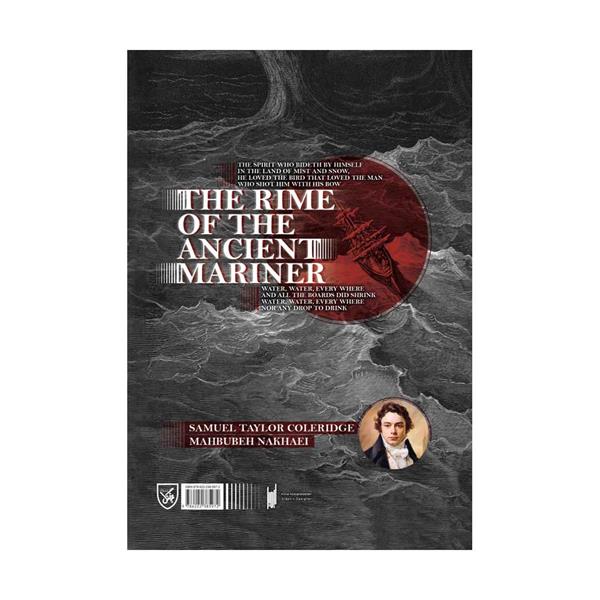 THE SPIRIT WHO BIDETH BY HIMSELF
IN THE LAND OF MIST AND SNOW,
HE LOVED THE BIRD THAT LOVED THE MAN
WHO SHOT HIM WITH HIS BOW
THE RIME
OF THE
ANCIENT
MARINER
WATER, WATER, EVERY WHERE
AND ALL THE BOARDS DID SHRINK
WATER, WATER, EVERY WHERE
NOR ANY DROP TO DRINK
SAMUEL TAYLOR COLERIDGE
MAHBUBEH NAKHAEI